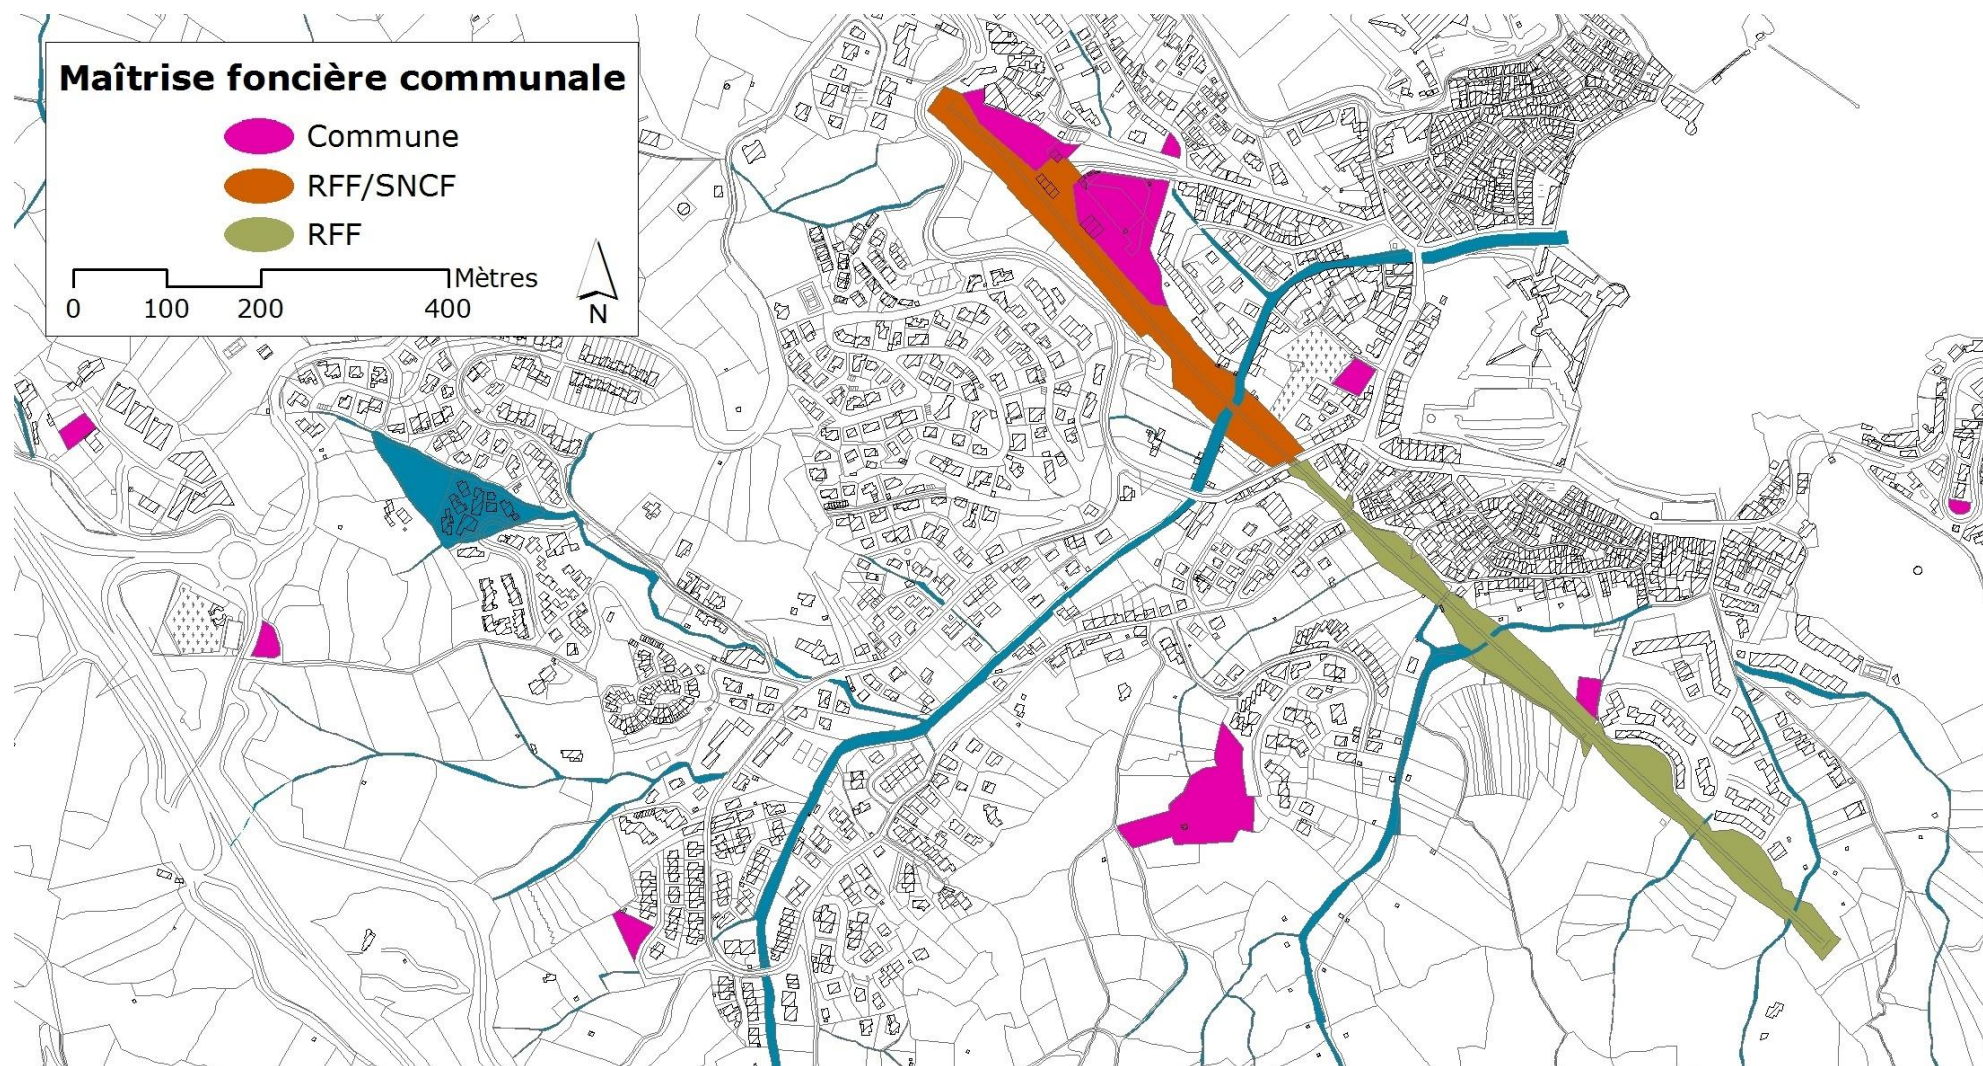 Maîtrise foncière communale
Commune
RFF/SNCF
RFF
Mètres
0 100 200 400
N